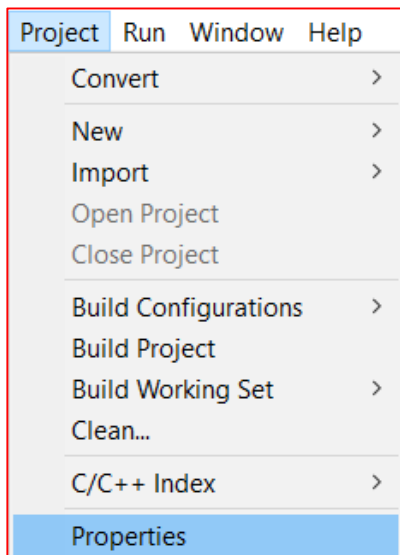 Project Run Window Help
Convert
New
Import
Open Project
Close Project
Build Configurations
Build Project
Build Working Set
Clean...
C/C++ Index
Properties